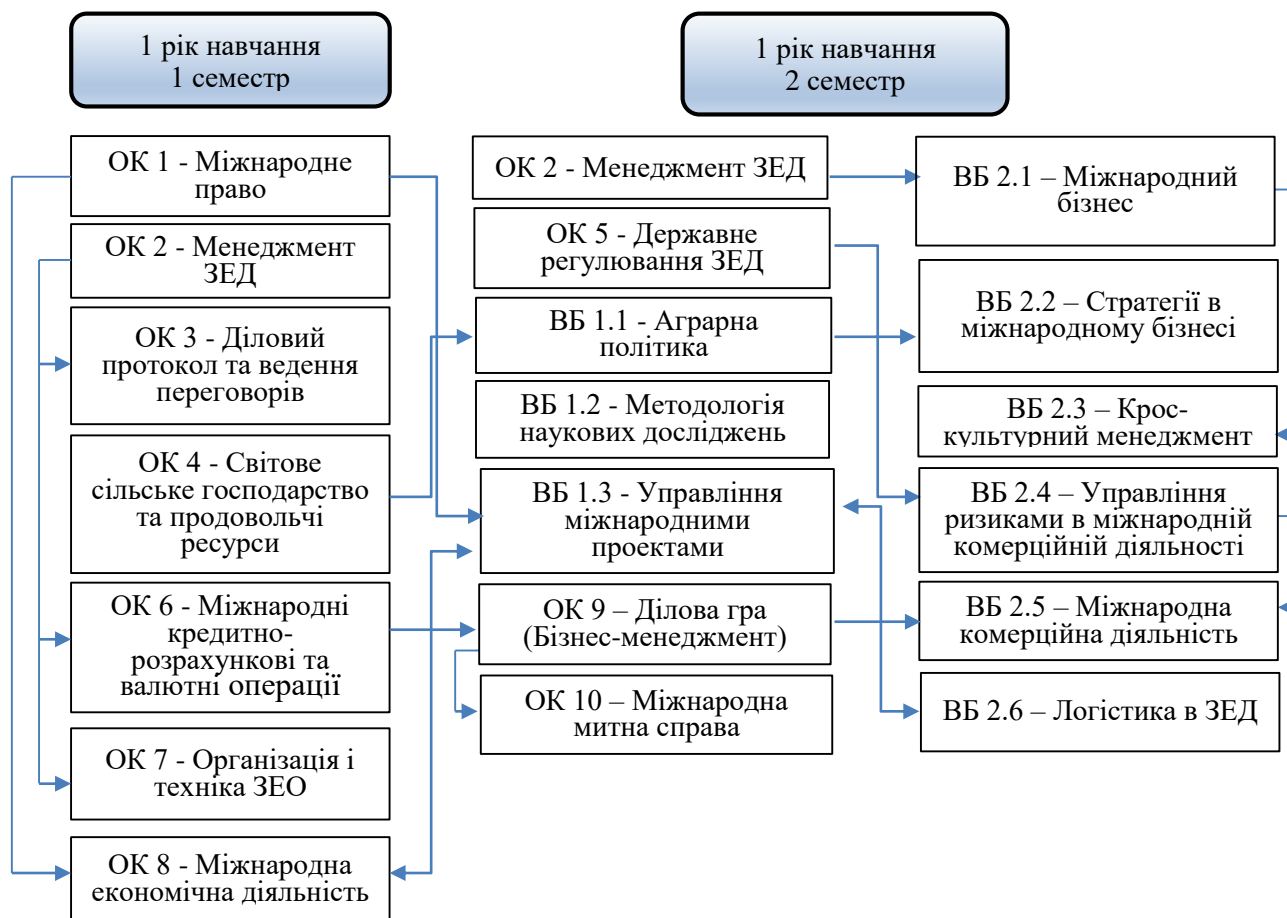 1 рік навчання
1 семестр
1 рік навчання
2 семестр
ОК 1 - Міжнародне
право
ОК 2 - Менеджмент
ЗЕД
ОК 3 - Діловий
протокол та ведення
переговорів
ОК 4 - Світове
сільське господарство
та продовольчі
ресурси
ОК 6 - Міжнародні
кредитно-
розрахункові та
валютні операції
ОК 7 - Організація і
техніка ЗЕО
ОК 8 - Міжнародна
економічна діяльність
ОК 2 - Менеджмент ЗЕД
ОК 5 - Державне
регулювання ЗЕД
ВБ 1.1 - Аграрна
політика
ВБ 1.2 - Методологія
наукових досліджень
ВБ 1.3 - Управління
міжнародними
проектами
ОК 9 – Ділова гра
(Бізнес-менеджмент)
ОК 10 – Міжнародна
митна справа
ВБ 2.1 – Міжнародний
бізнес
ВБ 2.2 – Стратегії в
міжнародному бізнесі
ВБ 2.3 – Крос-
культурний менеджмент
ВБ 2.4 – Управління
ризиками в міжнародній
комерційній діяльності
ВБ 2.5 – Міжнародна
комерційна діяльність
ВБ 2.6 – Логістика в ЗЕД